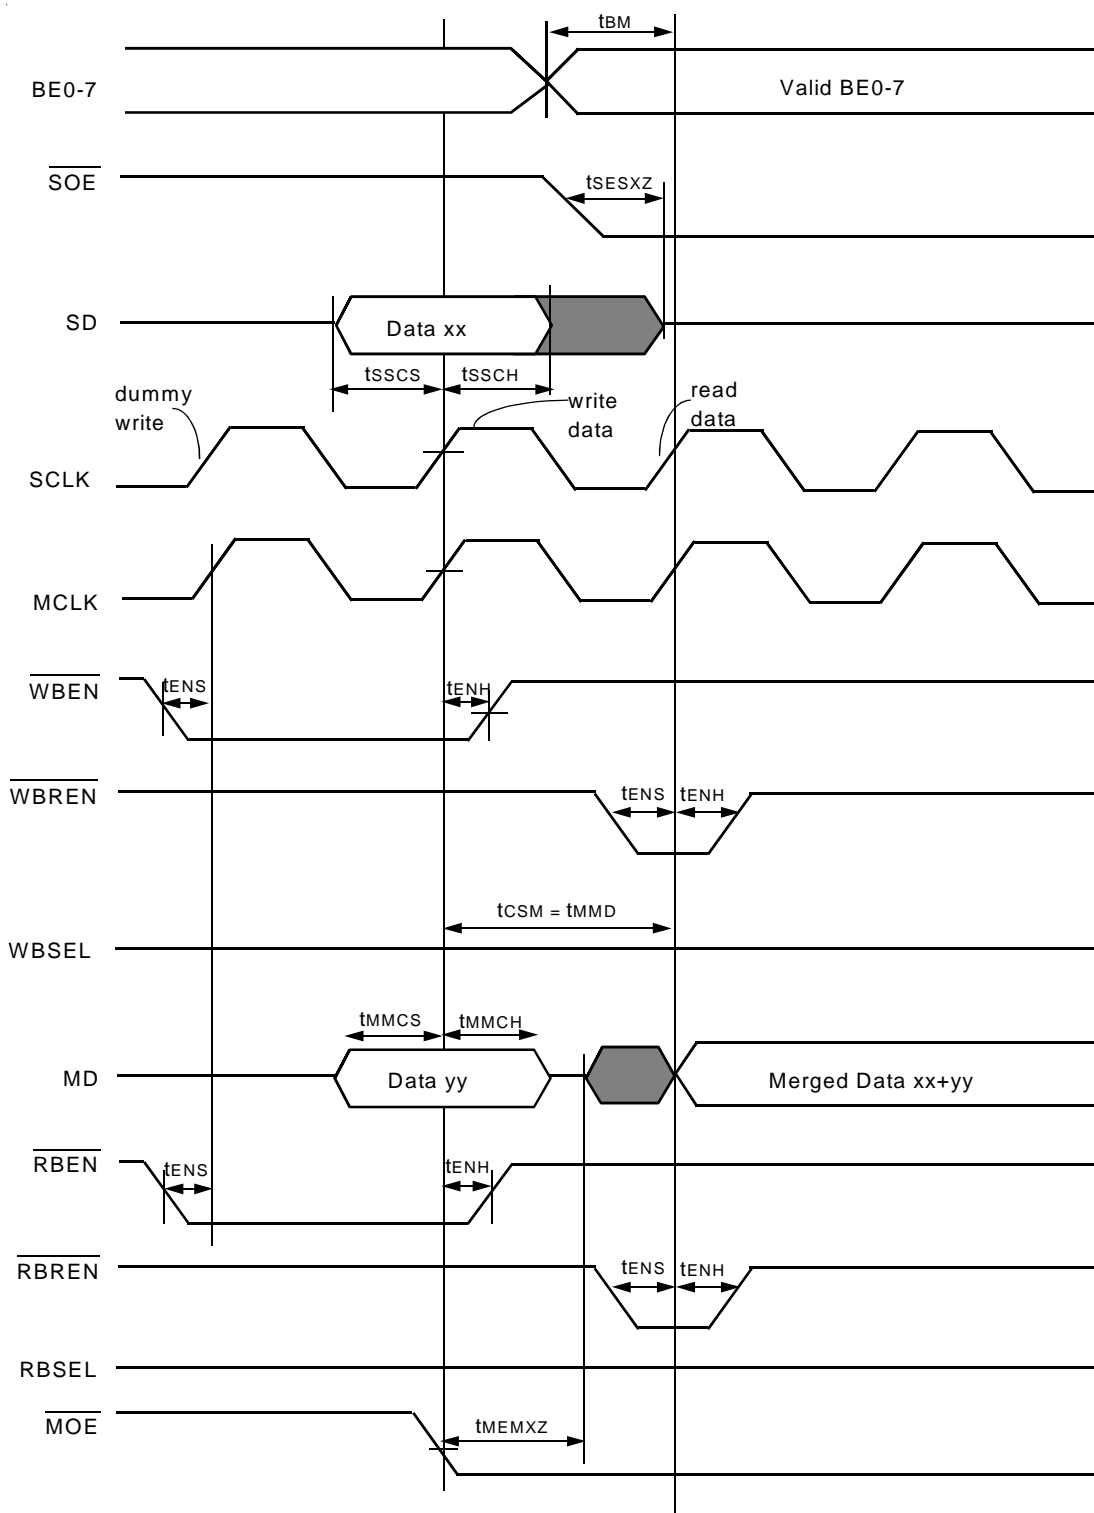 tBM
BE0-7
Valid BE0-7
SOE
tSESXZ
SD
Data xx
tSSCS
tSSCH
dummy
write
write
data
read
data
SCLK
MCLK
WBEN
tENS
tENH
WBREN
tENS
tENH
tCSM = tMMD
WBSEL
tMMCS
tMMCH
MD
Data yy
Merged Data xx+yy
RBEN
tENS
tENH
RBREN
tENS
tENH
RBSEL
MOE
tMEMXZ